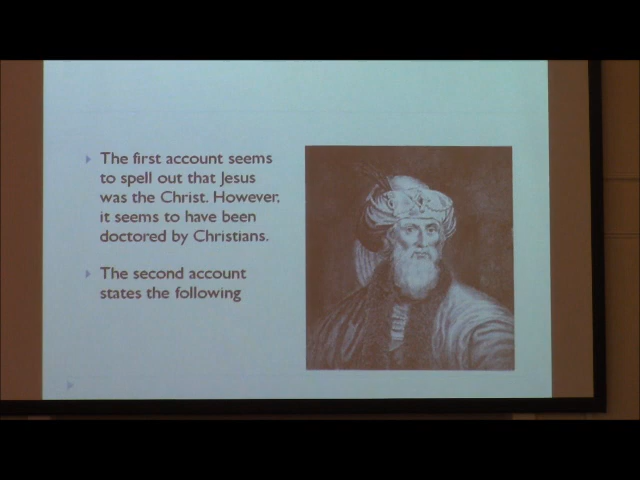 The first account seems
to spell out that Jesus
was the Christ. However,
it seems to have been
doctored by Christians.
The second account
states the following